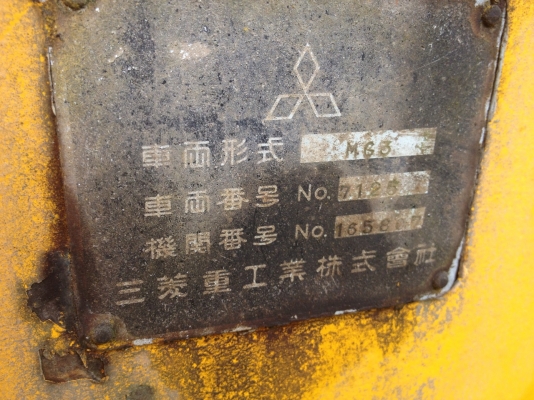 車両形式 MG3
車両番号 No.
機関番号 No.
三菱重工業株式會社